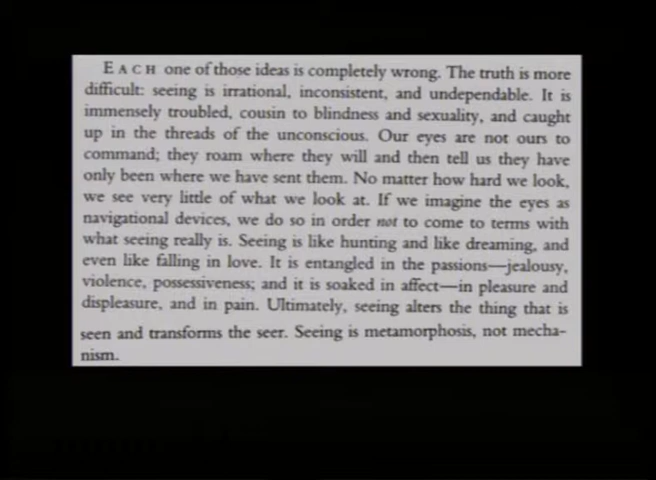 EACH one of those ideas is completely wrong. The truth is more
difficult: seeing is irrational, inconsistent, and undependable. It is
immensely troubled, cousin to blindness and sexuality, and caught
up in the threads of the unconscious. Our eyes are not ours to
command; they roam where they will and then tell us they have
only been where we have sent them. No matter how hard we look,
we see very little of what we look at. If we imagine the eyes as
navigational devices, we do so in order not to come to terms with
what seeing really is. Seeing is like hunting and like dreaming, and
even like falling in love. It is entangled in the passions—jealousy,
violence, possessiveness; and it is soaked in affect—in pleasure and
displeasure, and in pain. Ultimately, seeing alters the thing that is
seen and transforms the seer. Seeing is metamorphosis, not mecha-
nism.